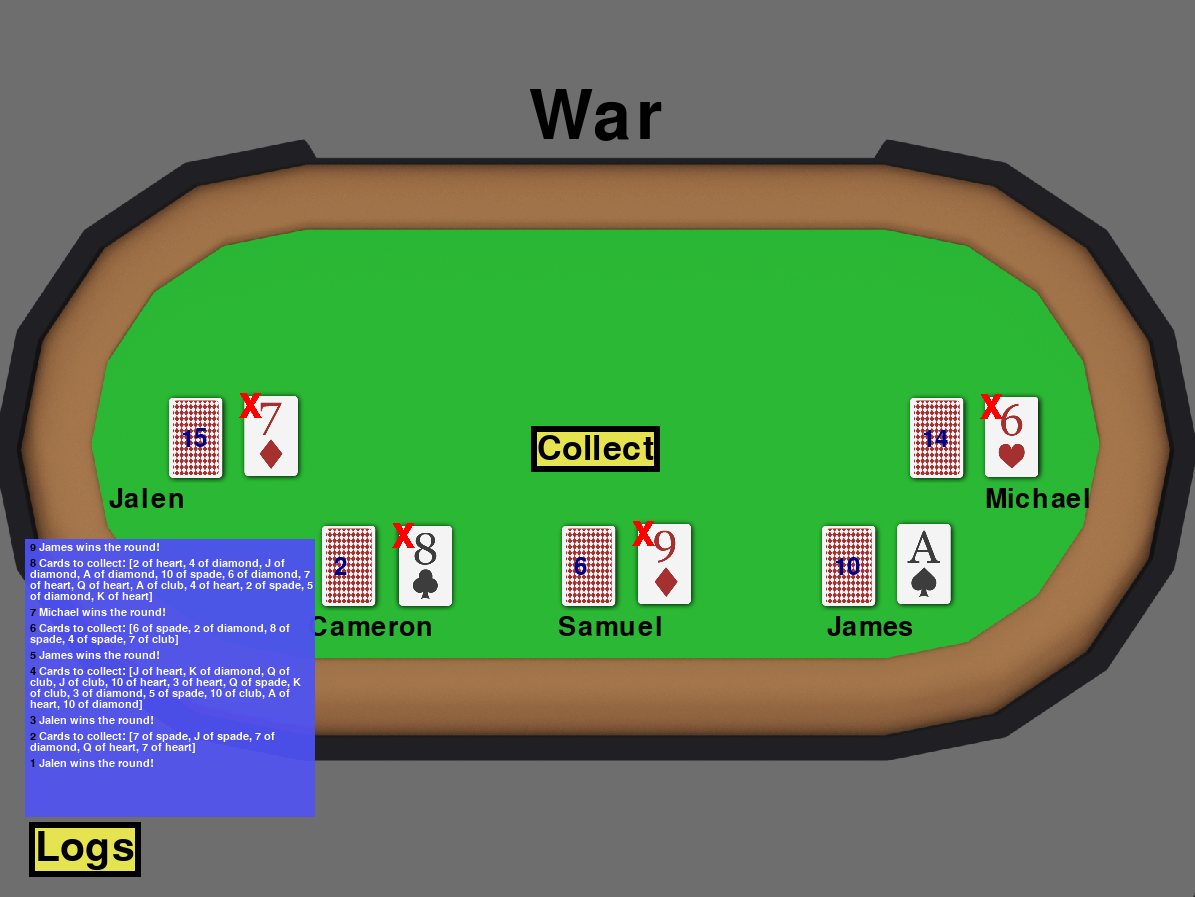 War
15
X
7
14
X
6
Collect
Jalen
Michael
2
X
8
6
X
9
10
A
Cameron
Samuel
James
9 James wins the round!
8 Cards to collect: [2 of heart, 4 of diamond, J of
diamond, A of diamond, 10 of spade, 6 of diamond, 7
of heart, Q of heart, A of club, 4 of heart, 2 of spade, 5
of diamond, K of heart]
7 Michael wins the round!
6 Cards to collect: [6 of spade, 2 of diamond, 8 of
spade, 4 of spade, 7 of club]
5 James wins the round!
4 Cards to collect: [J of heart, K of diamond, Q of
club, J of club, 10 of heart, 3 of heart, Q of spade, K
of club, 3 of diamond, 5 of spade, 10 of club, A of
heart, 10 of diamond]
3 Jalen wins the round!
2 Cards to collect: [7 of spade, J of spade, 7 of
diamond, Q of heart, 7 of heart]
1 Jalen wins the round!
Logs